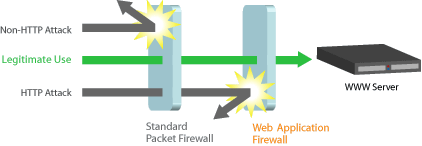 Non-HTTP Attack
Legitimate Use
HTTP Attack
WWW Server
Standard
Packet Firewall
Web Application
Firewall